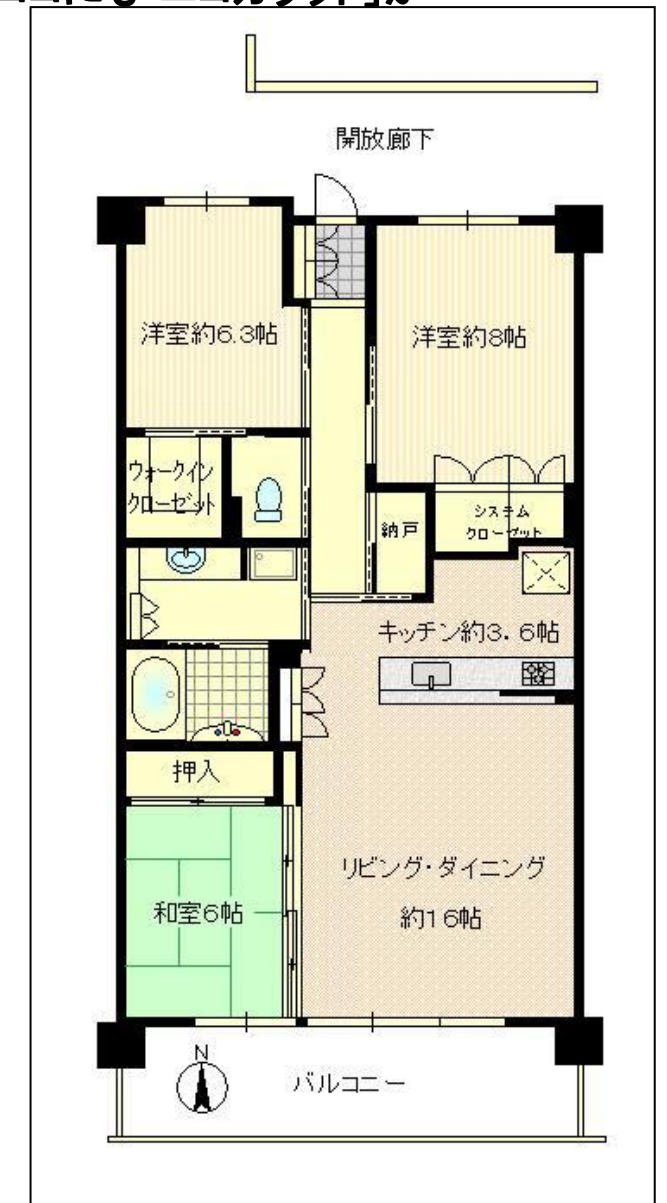 開放廊下
洋室約6.3帖
洋室約8帖
ウォークイン
クローゼット
納戸
システム
クローゼット
キッチン約3.6帖
押入
リビング・ダイニング
約16帖
和室6帖
N
バルコニー